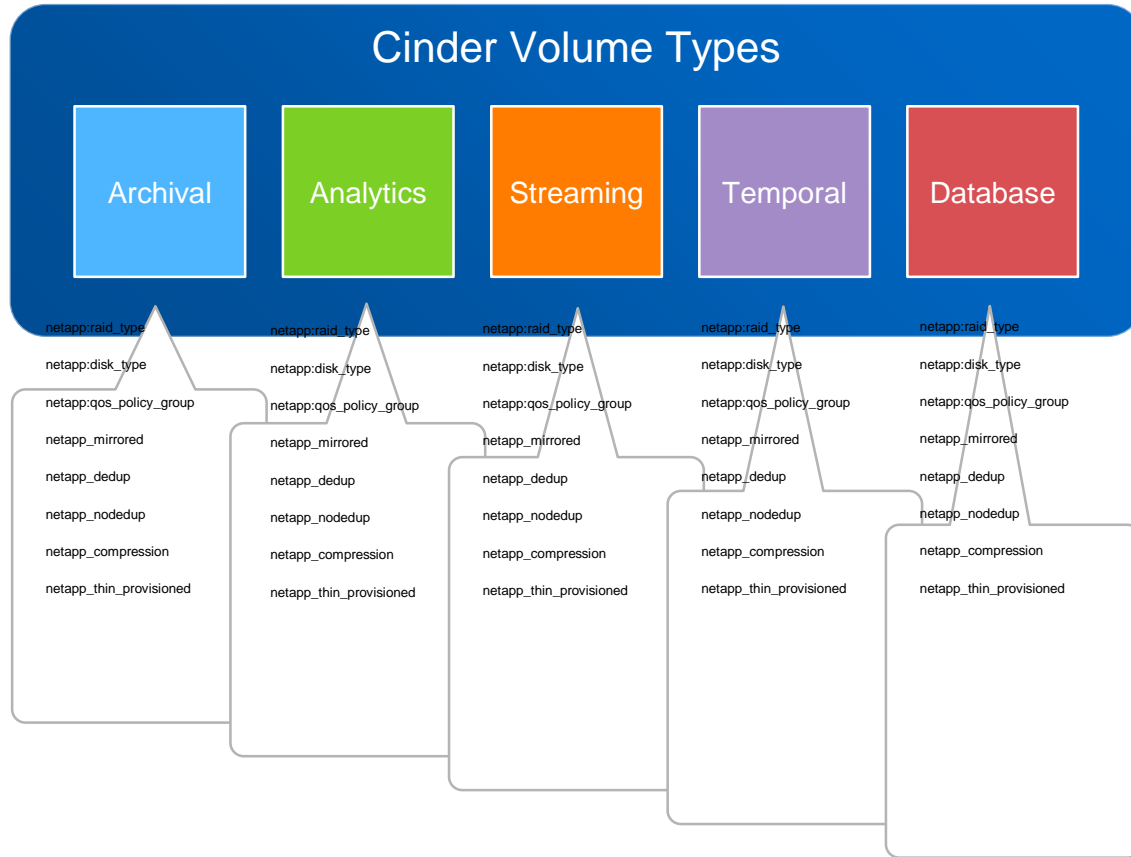 Cinder Volume Types
Archival
Analytics
Streaming
Temporal
Database
netapp:raid_type
netapp:disk_type
netapp:qos_policy_group
netapp_mirrored
netapp_dedup
netapp_nodedup
netapp_compression
netapp_thin_provisioned
netapp:raid_type
netapp:disk_type
netapp:qos_policy_group
netapp_mirrored
netapp_dedup
netapp_nodedup
netapp_compression
netapp_thin_provisioned
netapp:raid_type
netapp:disk_type
netapp:qos_policy_group
netapp_mirrored
netapp_dedup
netapp_nodedup
netapp_compression
netapp_thin_provisioned
netapp:raid_type
netapp:disk_type
netapp:qos_policy_group
netapp_mirrored
netapp_dedup
netapp_nodedup
netapp_compression
netapp_thin_provisioned
netapp:raid_type
netapp:disk_type
netapp:qos_policy_group
netapp_mirrored
netapp_dedup
netapp_nodedup
netapp_compression
netapp_thin_provisioned